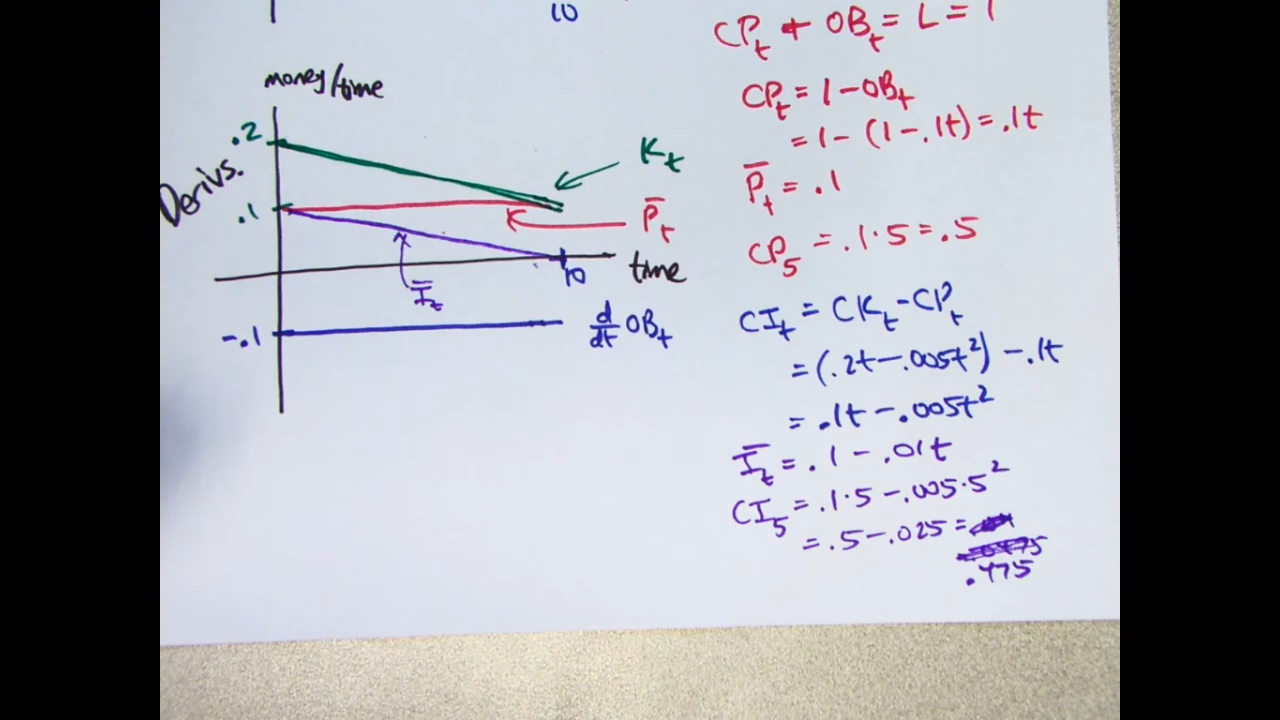 10
money/time
.2
Derivs.
.1
K_t
P̄_t
time
10
Ī_t
-.1
d/dt OB_t
CP_t + OB_t = L = 1
CP_t = 1 - OB_t
= 1 - (1 - .1t) = .1t
P̄_t = .1
CP_5 = .1·5 = .5
CI_t = CK_t - CP_t
= (.2t - .005t²) - .1t
= .1t - .005t²
Ī_t = .1 - .01t
CI_5 = .1·5 - .005·5²
= .5 - .025 =
.475